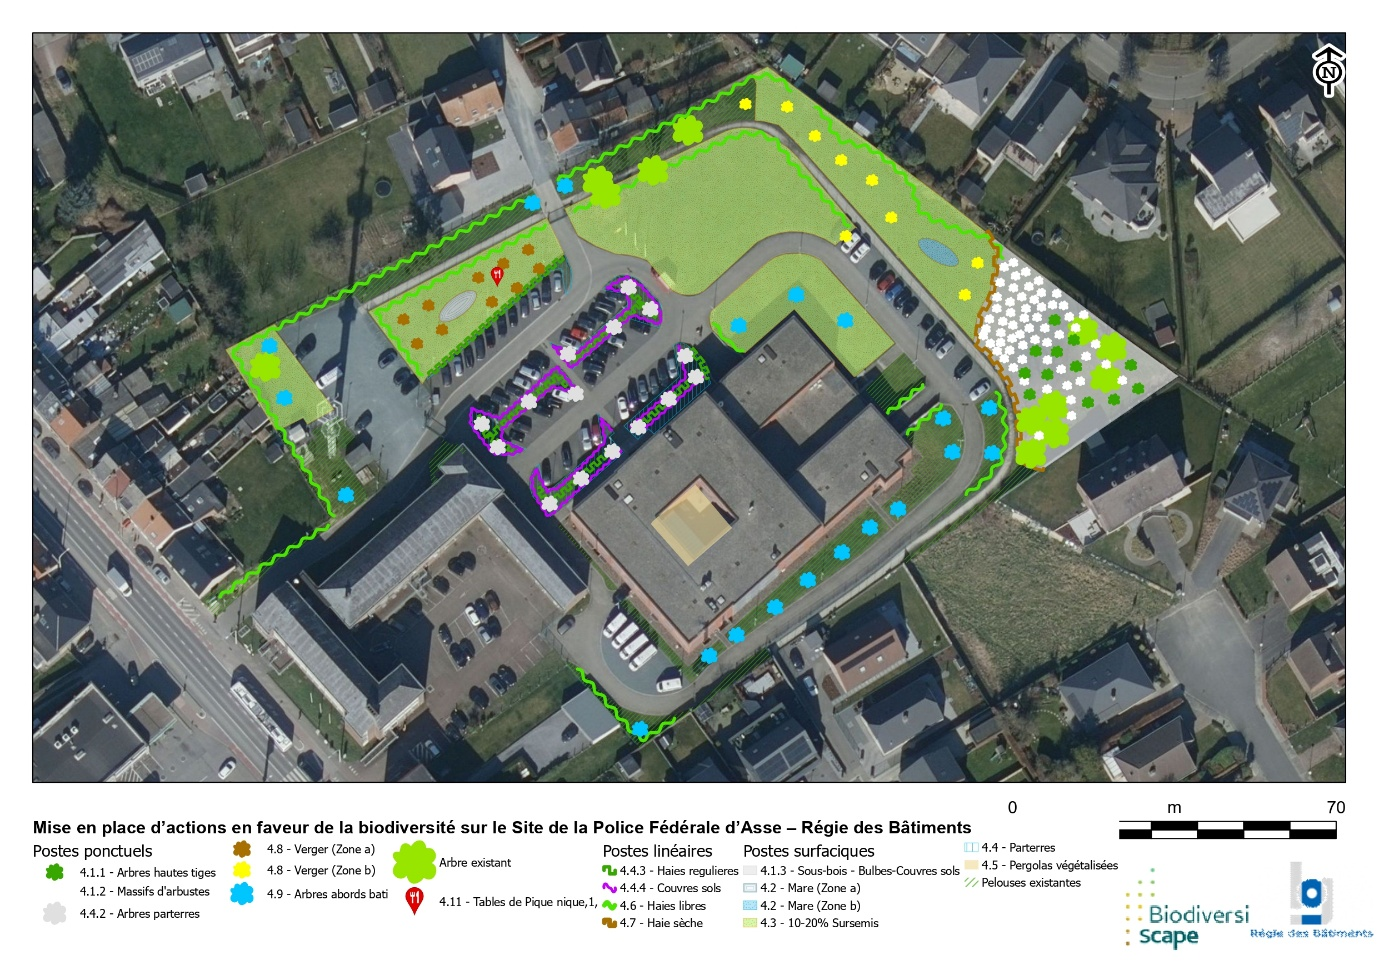 N
0 m 70
Mise en place d'actions en faveur de la biodiversité sur le Site de la Police Fédérale d'Asse – Régie des Bâtiments
Postes ponctuels
4.1.1 - Arbres hautes tiges
4.1.2 - Massifs d'arbustes
4.4.2 - Arbres parterres
4.8 - Verger (Zone a)
4.8 - Verger (Zone b)
4.9 - Arbres abords bati
Arbre existant
4.11 - Tables de Pique nique,1,
Postes linéaires
4.4.3 - Haies regulieres
4.4.4 - Couvres sols
4.6 - Haies libres
4.7 - Haie sèche
Postes surfaciques
4.1.3 - Sous-bois - Bulbes-Couvres sols
4.2 - Mare (Zone a)
4.2 - Mare (Zone b)
4.3 - 10-20% Sursemis
4.4 - Parterres
4.5 - Pergolas végétalisées
Pelouses existantes
Biodiversi
scape
Régie des Bâtiments